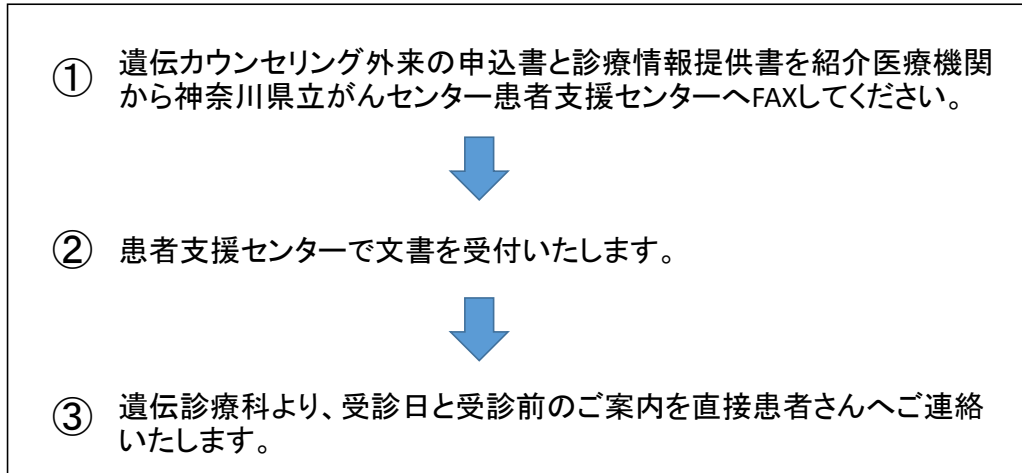 ① 遺伝カウンセリング外来の申込書と診療情報提供書を紹介医療機関
から神奈川県立がんセンター患者支援センターへFAXしてください。
② 患者支援センターで文書を受付いたします。
③ 遺伝診療科より、受診日と受診前のご案内を直接患者さんへご連絡
いたします。